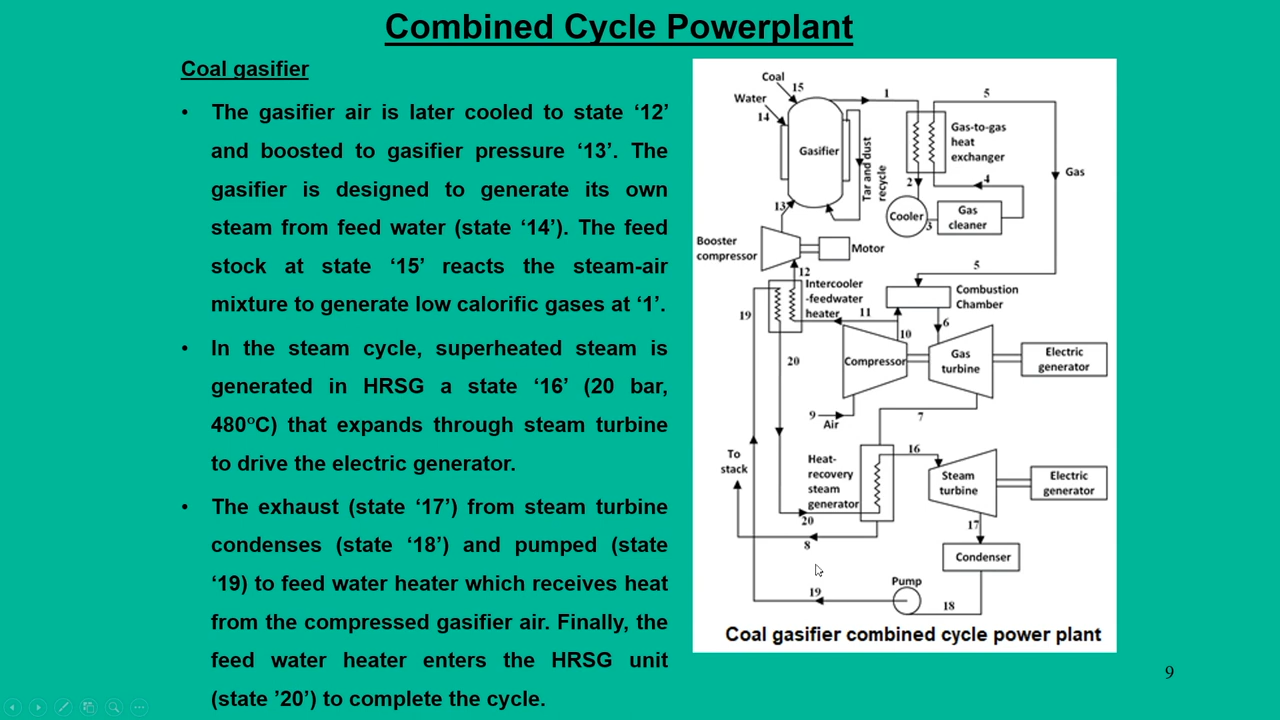 Combined Cycle Powerplant
Coal gasifier
• The gasifier air is later cooled to state ‘12’
and boosted to gasifier pressure ‘13’. The
gasifier is designed to generate its own
steam from feed water (state ‘14’). The feed
stock at state ‘15’ reacts the steam-air
mixture to generate low calorific gases at ‘1’.
• In the steam cycle, superheated steam is
generated in HRSG a state ‘16’ (20 bar,
480°C) that expands through steam turbine
to drive the electric generator.
• The exhaust (state ‘17’) from steam turbine
condenses (state ‘18’) and pumped (state
‘19) to feed water heater which receives heat
from the compressed gasifier air. Finally, the
feed water heater enters the HRSG unit
(state ’20’) to complete the cycle.
Coal
15
Water
14
1
5
Gasifier
Tar and dust
recycle
Gas-to-gas
heat
exchanger
Gas
2
4
13
Cooler
3
Gas
cleaner
Booster
compressor
Motor
12
5
Intercooler
-feedwater
heater
Combustion
Chamber
19
11
10
6
20
Compressor
Gas
turbine
Electric
generator
9
Air
7
To
stack
Heat-
recovery
steam
generator
16
Steam
turbine
Electric
generator
20
17
8
Condenser
Pump
19
18
Coal gasifier combined cycle power plant
9